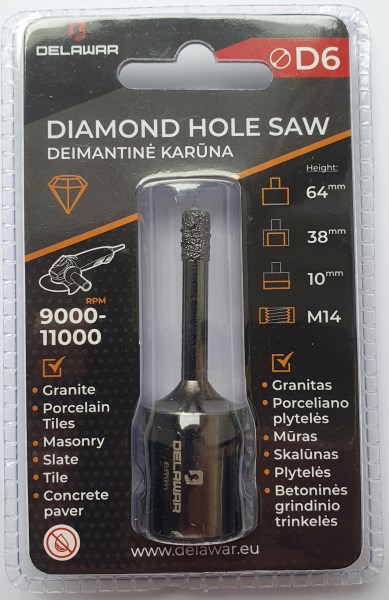 DELAWAR
⌀D6
DIAMOND HOLE SAW
DEIMANTINĖ KARŪNA
Height:
64mm
38mm
10mm
M14
RPM
9000-
11000
• Granite
• Porcelain
Tiles
• Masonry
• Slate
• Tile
• Concrete
paver
• Granitas
• Porceliano
plytelės
• Mūras
• Skalūnas
• Plytelės
• Betoninės
grindinio
trinkelės
DELAWAR
6mm
www.delawar.eu